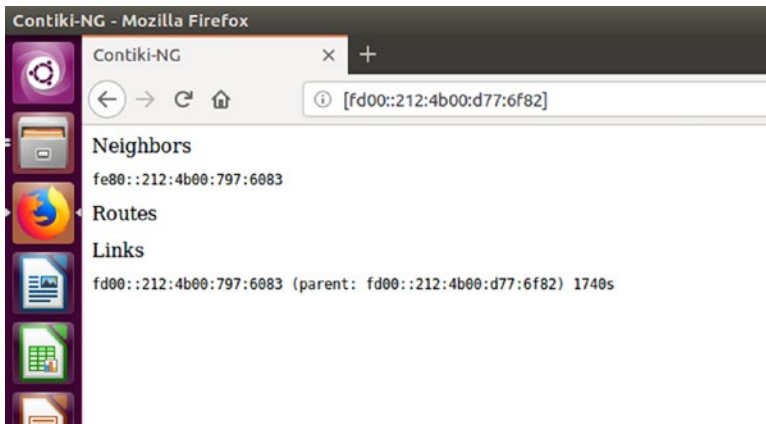 Contiki-NG - Mozilla Firefox
Contiki-NG
[fd00::212:4b00:d77:6f82]
Neighbors
fe80::212:4b00:797:6083
Routes
Links
fd00::212:4b00:797:6083 (parent: fd00::212:4b00:d77:6f82) 1740s